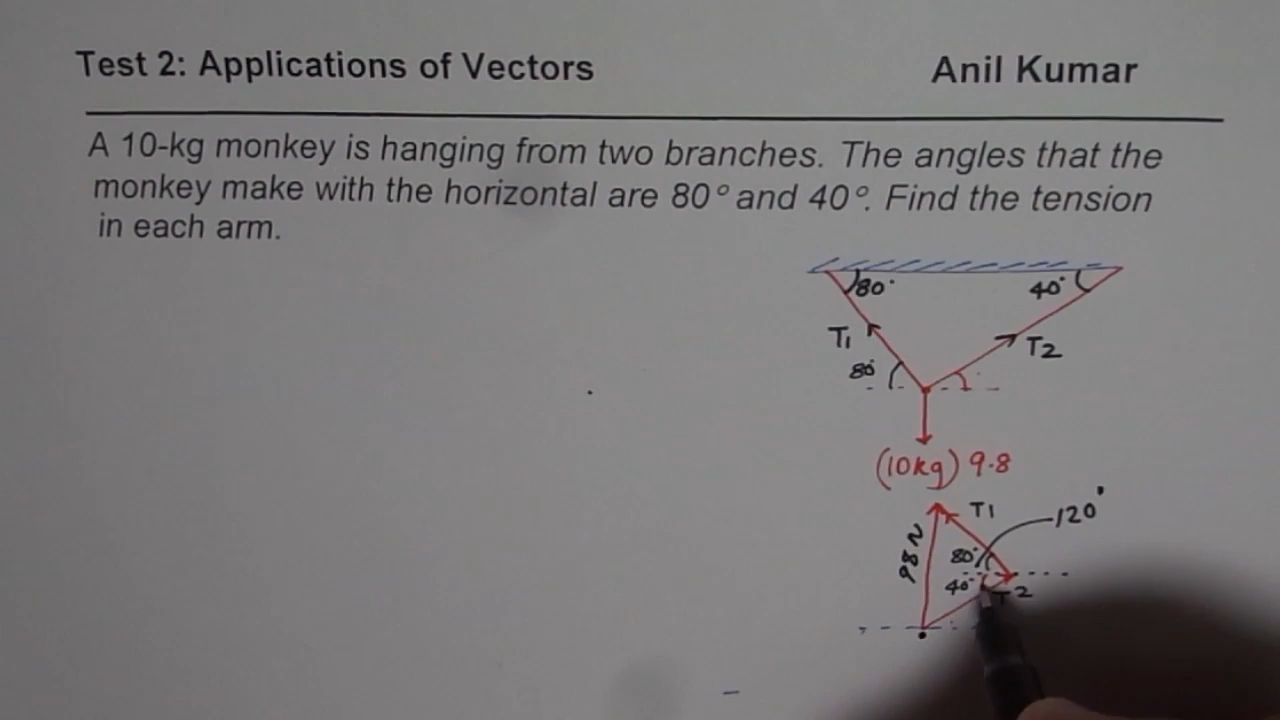 Test 2: Applications of Vectors Anil Kumar
A 10-kg monkey is hanging from two branches. The angles that the
monkey make with the horizontal are 80° and 40°. Find the tension
in each arm.
80° 40°
T1 T2
80°
(10kg) 9.8
T1 120°
98 N 80°
40° T2